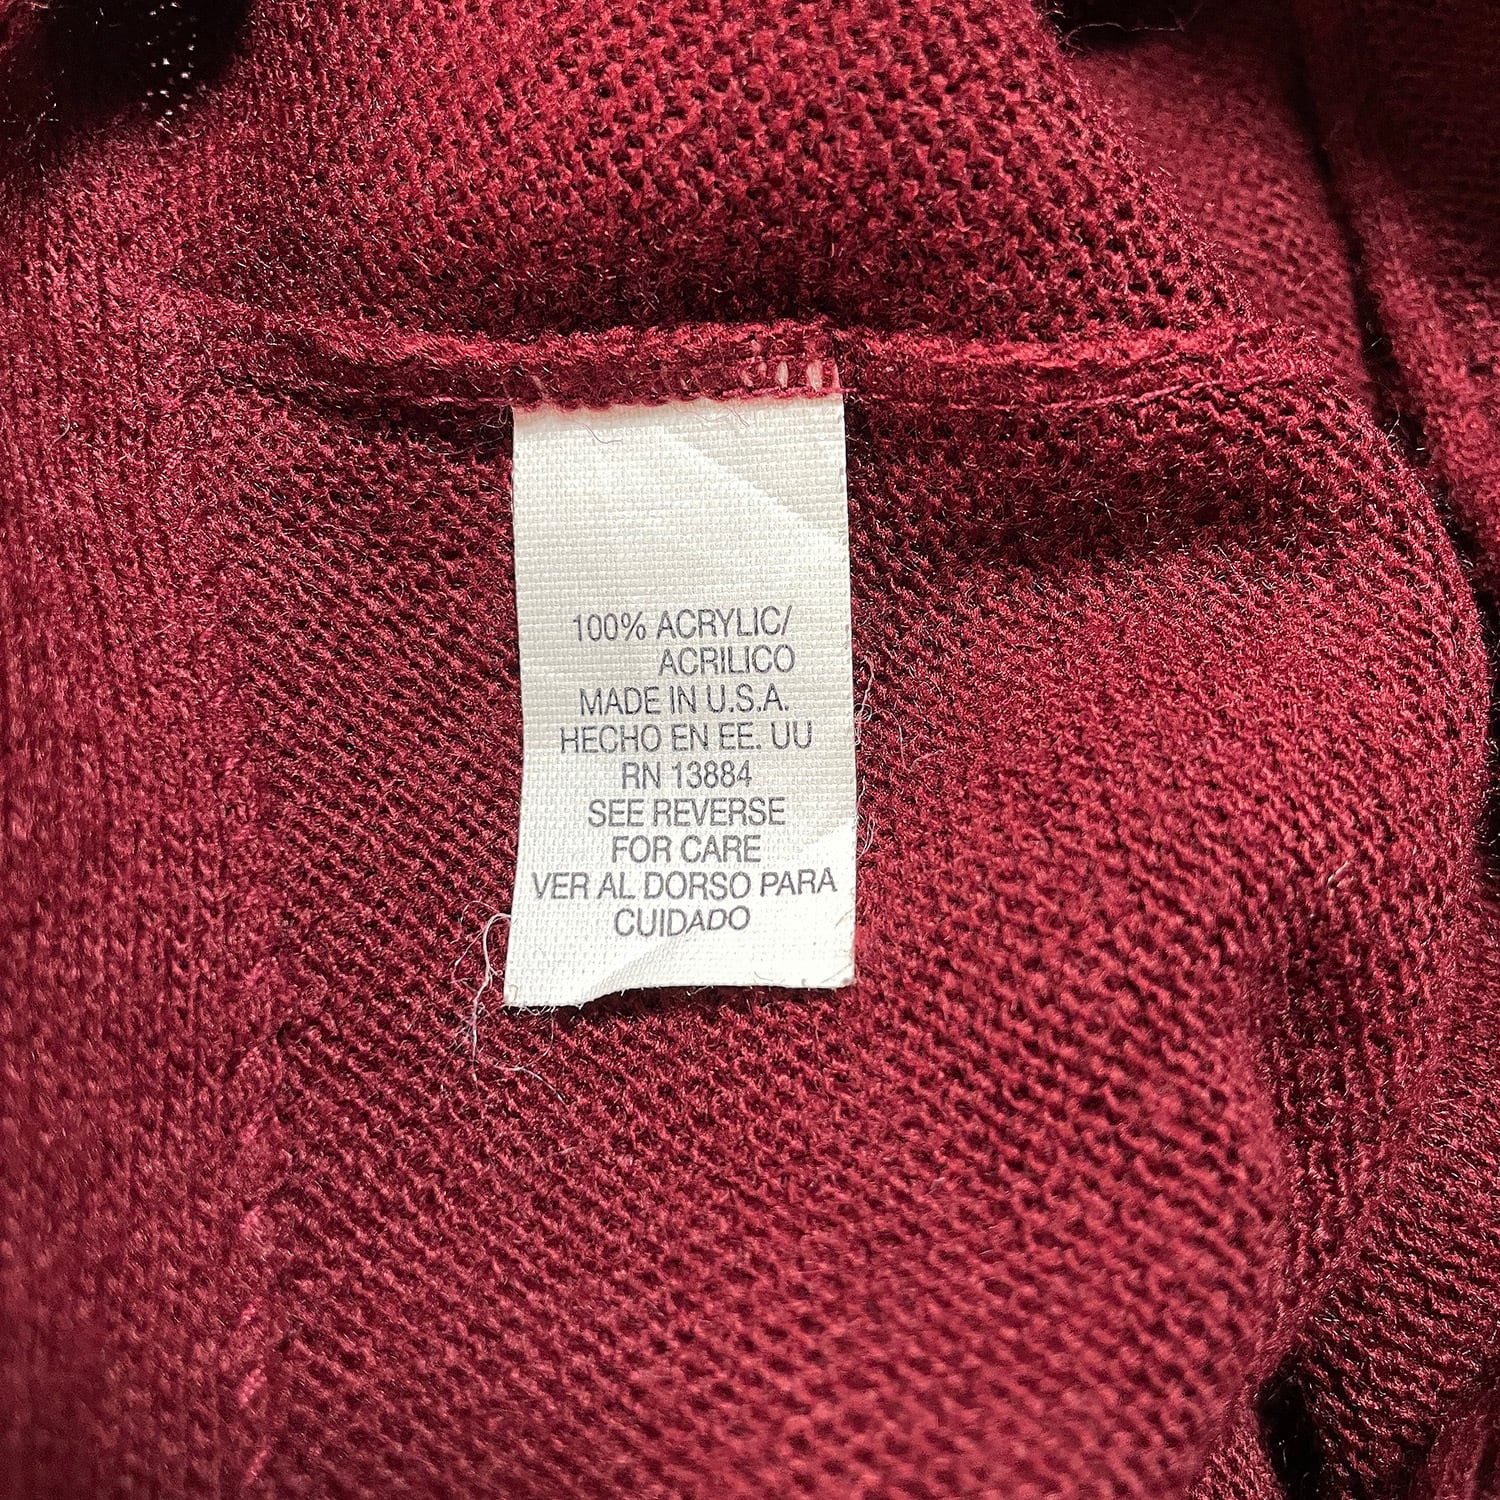 100% ACRYLIC/
ACRILICO
MADE IN U.S.A.
HECHO EN EE. UU
RN 13884
SEE REVERSE
FOR CARE
VER AL DORSO PARA
CUIDADO